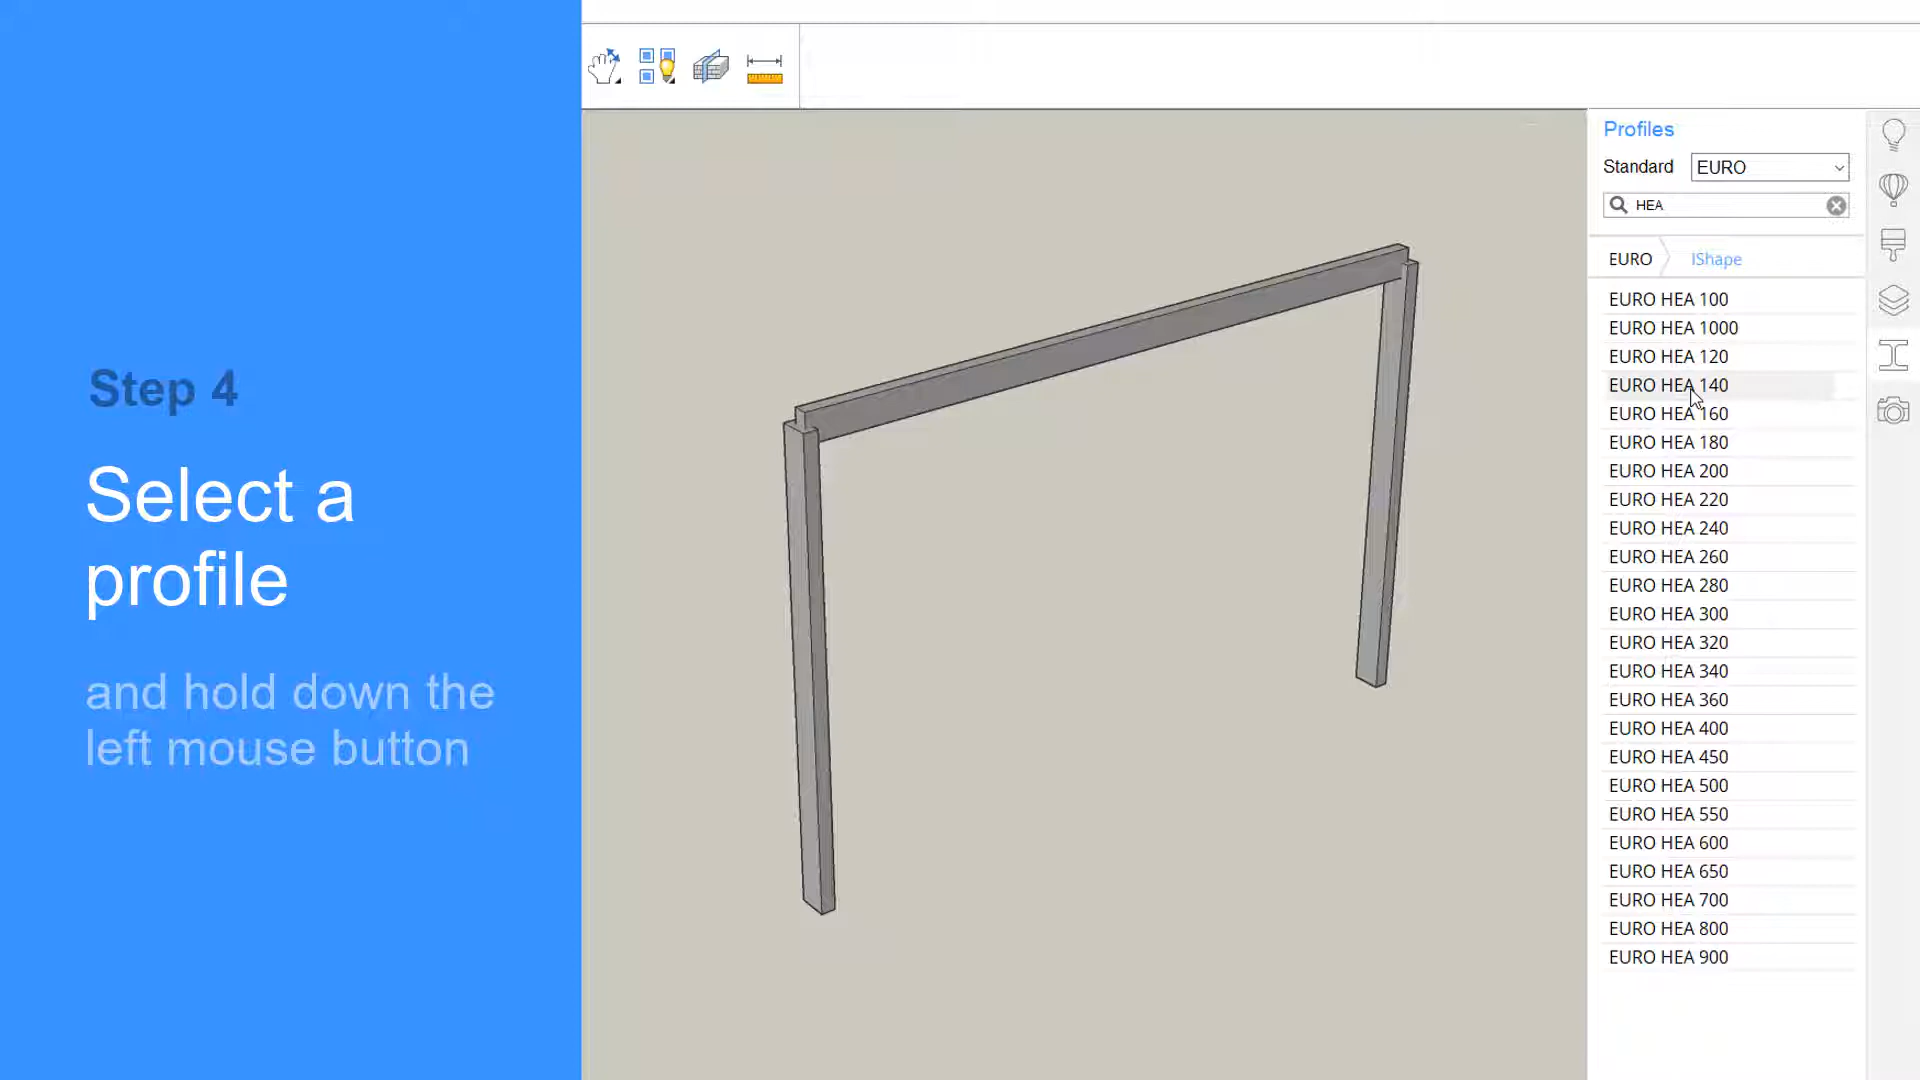 Step 4
Select a
profile
and hold down the
left mouse button
Profiles
Standard EURO
HEA
EURO IShape
EURO HEA 100
EURO HEA 1000
EURO HEA 120
EURO HEA 140
EURO HEA 160
EURO HEA 180
EURO HEA 200
EURO HEA 220
EURO HEA 240
EURO HEA 260
EURO HEA 280
EURO HEA 300
EURO HEA 320
EURO HEA 340
EURO HEA 360
EURO HEA 400
EURO HEA 450
EURO HEA 500
EURO HEA 550
EURO HEA 600
EURO HEA 650
EURO HEA 700
EURO HEA 800
EURO HEA 900